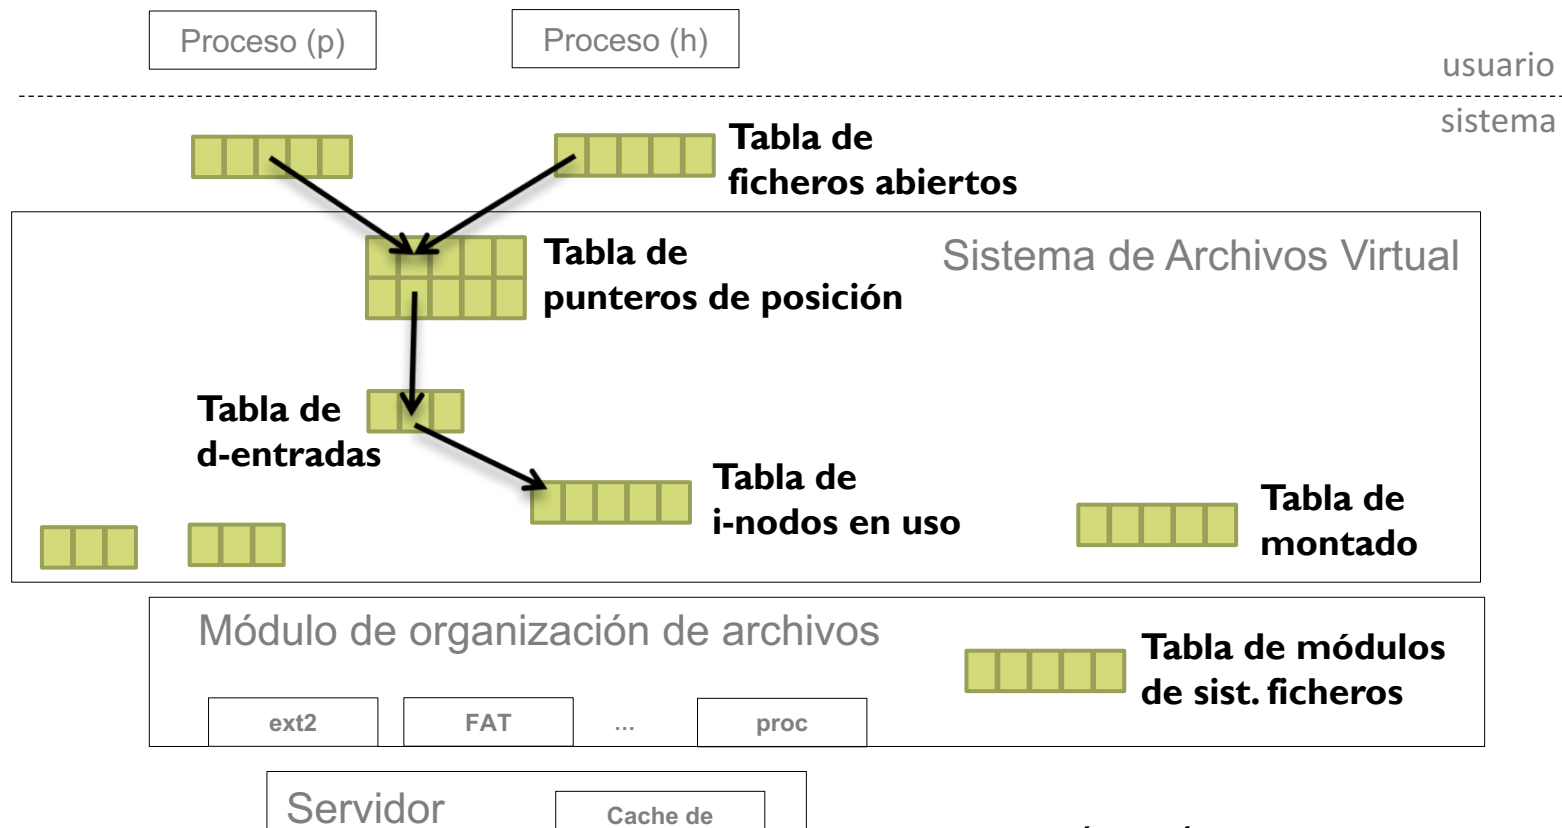 Proceso (p)
Proceso (h)
usuario
sistema
Tabla de
ficheros abiertos
Sistema de Archivos Virtual
Tabla de
punteros de posición
Tabla de
d-entradas
Tabla de
i-nodos en uso
Tabla de
montado
Módulo de organización de archivos
Tabla de módulos
de sist. ficheros
ext2
FAT
...
proc
Servidor
Cache de